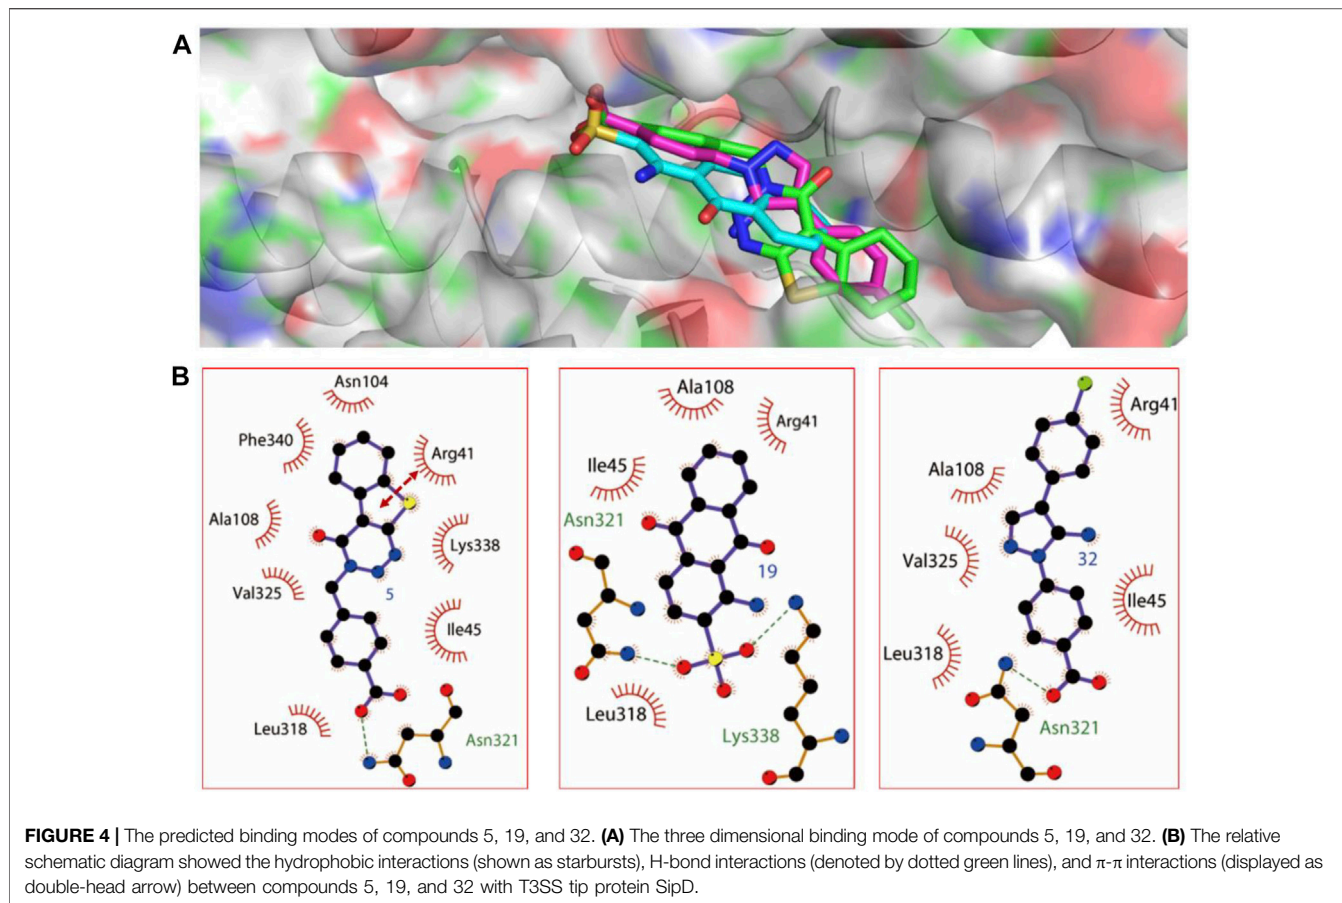 A
B
Asn104
Phe340
Arg41
Ala108
Lys338
Val325
5
Ile45
Leu318
Asn321
Ala108
Arg41
Ile45
Asn321
19
Leu318
Lys338
Arg41
Ala108
Val325
32
Ile45
Leu318
Asn321
FIGURE 4 | The predicted binding modes of compounds 5, 19, and 32. (A) The three dimensional binding mode of compounds 5, 19, and 32. (B) The relative
schematic diagram showed the hydrophobic interactions (shown as starbursts), H-bond interactions (denoted by dotted green lines), and π-π interactions (displayed as
double-head arrow) between compounds 5, 19, and 32 with T3SS tip protein SipD.